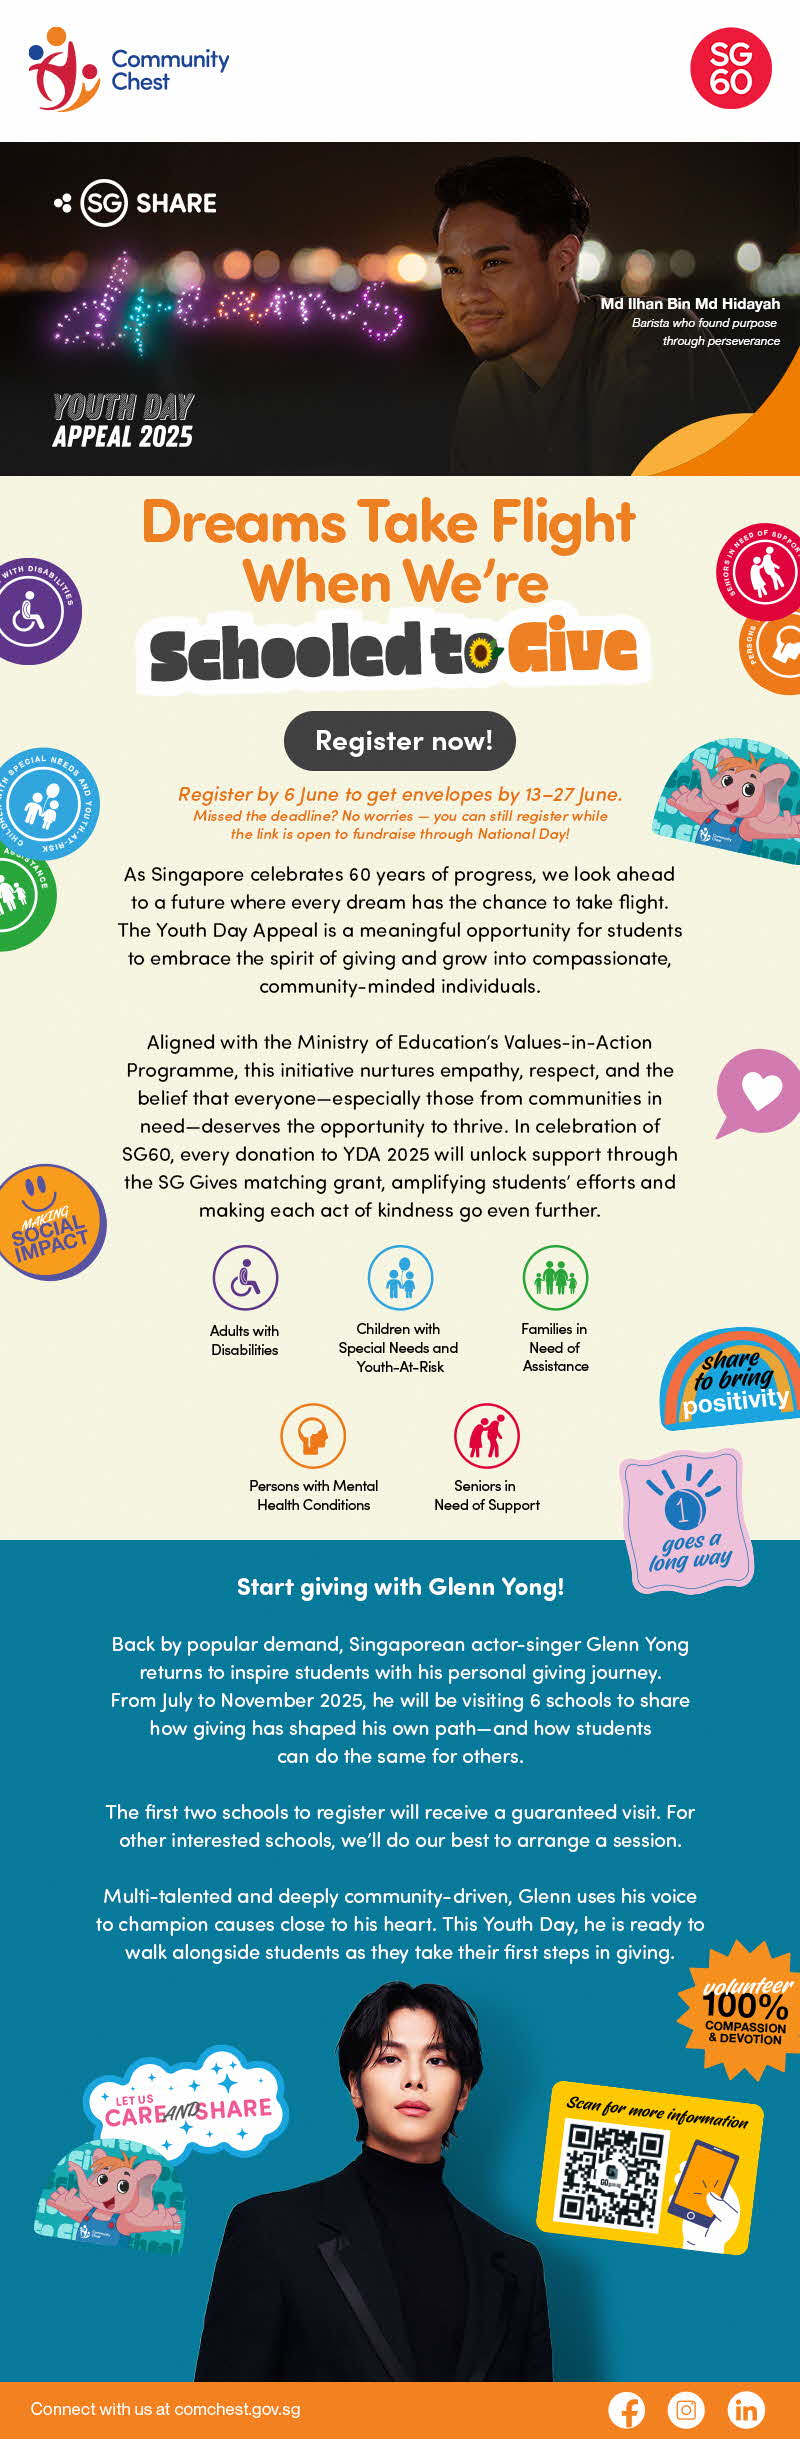 Community
Chest
SG
60
SG SHARE
dreams
Md Ilhan Bin Md Hidayah
Barista who found purpose
through perseverance
YOUTH DAY
APPEAL 2025
Dreams Take Flight
When We're
Schooled to Give
WITH DISABILITIES
SENIORS IN NEED OF SUPPORT
PERSONS
Register now!
Register by 6 June to get envelopes by 13–27 June.
Missed the deadline? No worries — you can still register while
the link is open to fundraise through National Day!
CHILDREN WITH SPECIAL NEEDS AND YOUTH-AT-RISK
Community
Chest
As Singapore celebrates 60 years of progress, we look ahead
to a future where every dream has the chance to take flight.
The Youth Day Appeal is a meaningful opportunity for students
to embrace the spirit of giving and grow into compassionate,
community-minded individuals.
Aligned with the Ministry of Education's Values-in-Action
Programme, this initiative nurtures empathy, respect, and the
belief that everyone—especially those from communities in
need—deserves the opportunity to thrive. In celebration of
SG60, every donation to YDA 2025 will unlock support through
the SG Gives matching grant, amplifying students' efforts and
making each act of kindness go even further.
MAKING
SOCIAL
IMPACT
Adults with
Disabilities
Children with
Special Needs and
Youth-At-Risk
Families in
Need of
Assistance
share
to bring
positivity
Persons with Mental
Health Conditions
Seniors in
Need of Support
1
goes a
long way
Start giving with Glenn Yong!
Back by popular demand, Singaporean actor-singer Glenn Yong
returns to inspire students with his personal giving journey.
From July to November 2025, he will be visiting 6 schools to share
how giving has shaped his own path—and how students
can do the same for others.
The first two schools to register will receive a guaranteed visit. For
other interested schools, we'll do our best to arrange a session.
Multi-talented and deeply community-driven, Glenn uses his voice
to champion causes close to his heart. This Youth Day, he is ready to
walk alongside students as they take their first steps in giving.
volunteer
100%
COMPASSION
& DEVOTION
LET US
CARE AND SHARE
Community
Chest
Scan for more information
Connect with us at comchest.gov.sg